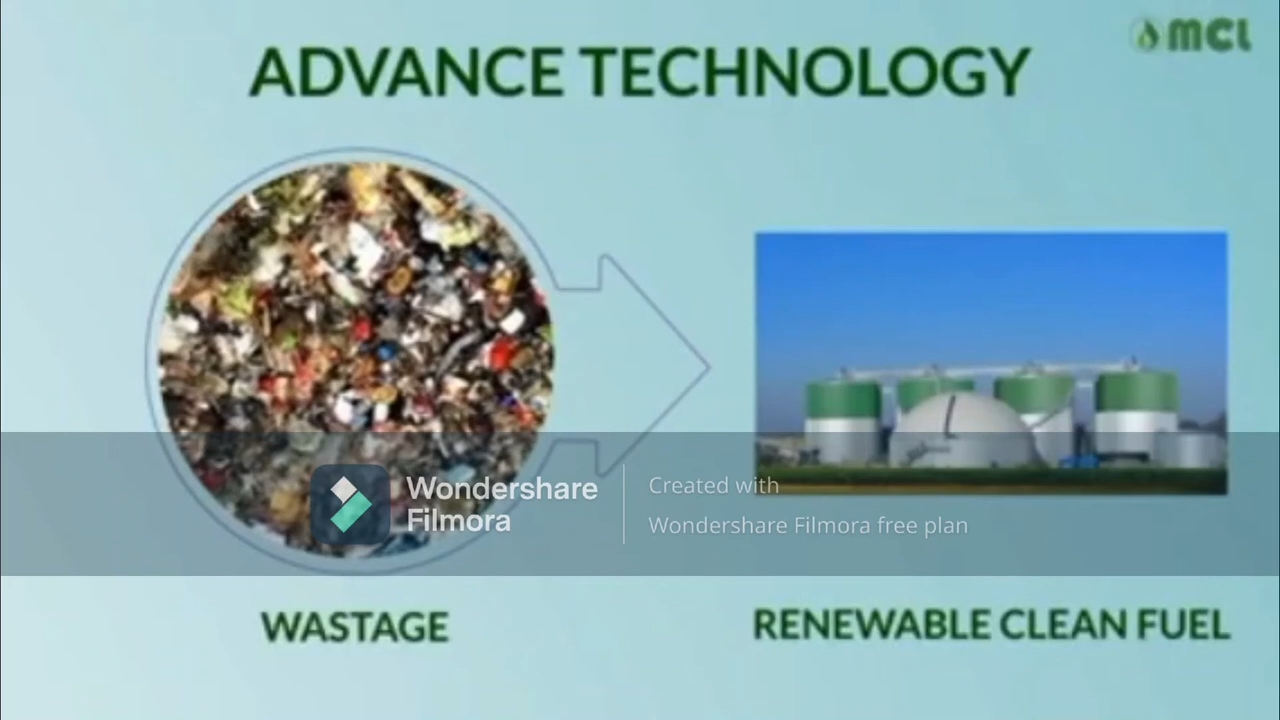 mcl
ADVANCE TECHNOLOGY
Wondershare
Filmora
Created with
Wondershare Filmora free plan
WASTAGE
RENEWABLE CLEAN FUEL